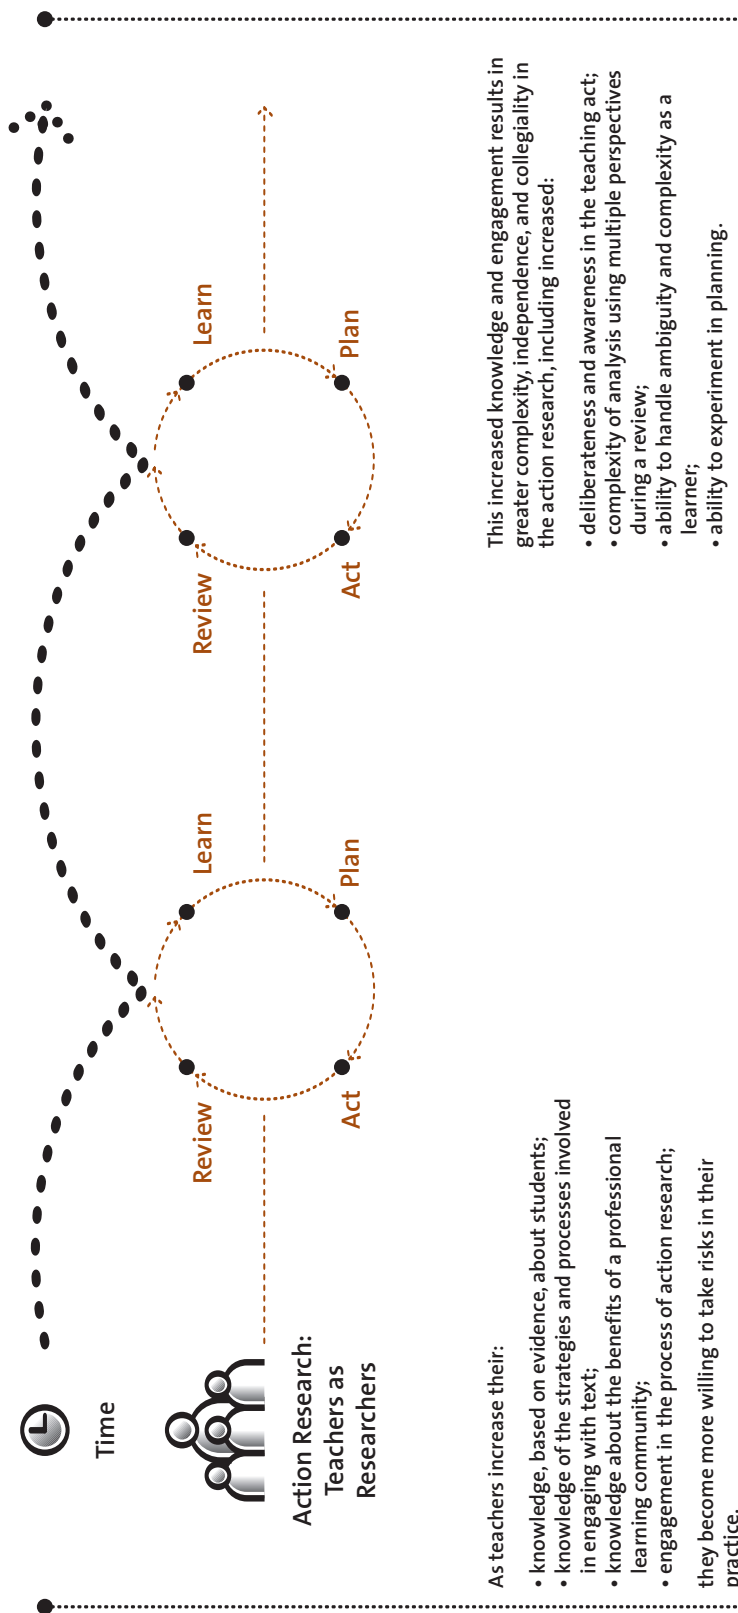 Time
Action Research:
Teachers as
Researchers
Review
Learn
Act
Plan
Review
Learn
Act
Plan
As teachers increase their:
• knowledge, based on evidence, about students;
• knowledge of the strategies and processes involved
in engaging with text;
• knowledge about the benefits of a professional
learning community;
• engagement in the process of action research;
they become more willing to take risks in their
practice.
This increased knowledge and engagement results in
greater complexity, independence, and collegiality in
the action research, including increased:
• deliberateness and awareness in the teaching act;
• complexity of analysis using multiple perspectives
during a review;
• ability to handle ambiguity and complexity as a
learner;
• ability to experiment in planning.